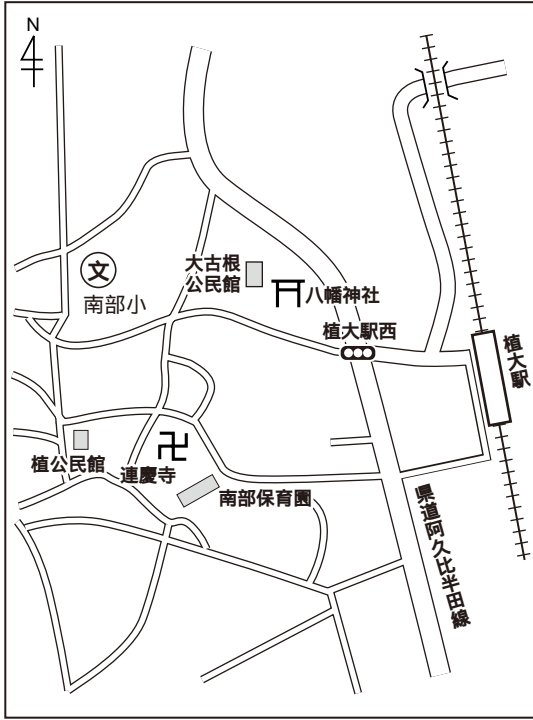 N
文
南部小
大古根
公民館
八幡神社
植大駅西
植大駅
植公民館
連慶寺
南部保育園
県道阿久比半田線